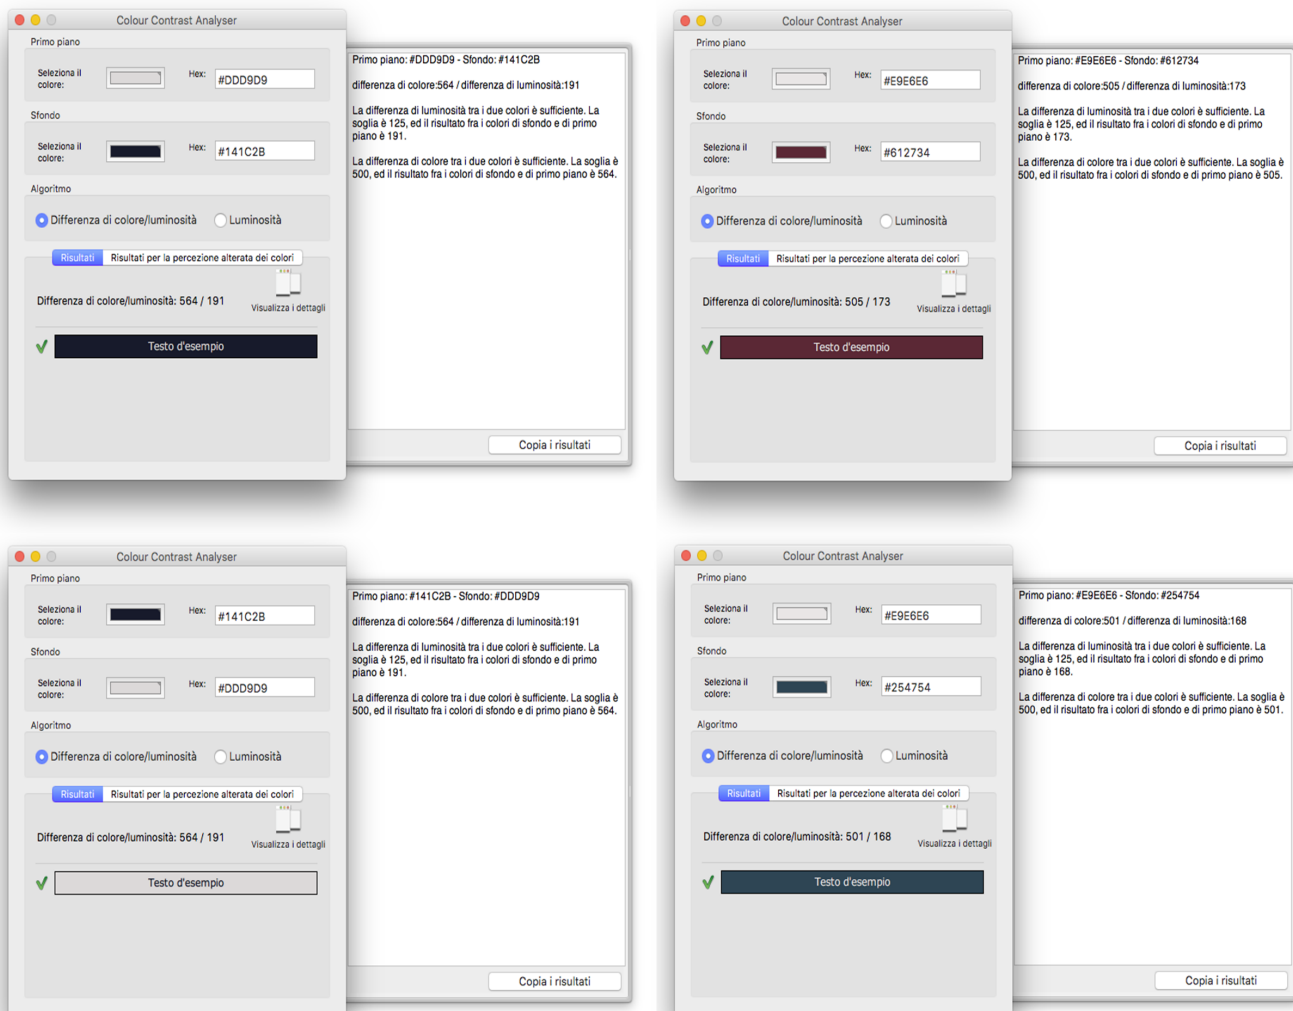 Colour Contrast Analyser
Primo piano
Seleziona il
colore:
Hex:
#DDD9D9
Sfondo
Seleziona il
colore:
Hex:
#141C2B
Algoritmo
Differenza di colore/luminosità
Luminosità
Risultati
Risultati per la percezione alterata dei colori
Differenza di colore/luminosità: 564 / 191
Visualizza i dettagli
Testo d'esempio
Primo piano: #DDD9D9 - Sfondo: #141C2B
differenza di colore:564 / differenza di luminosità:191
La differenza di luminosità tra i due colori è sufficiente. La
soglia è 125, ed il risultato fra i colori di sfondo e di primo
piano è 191.
La differenza di colore tra i due colori è sufficiente. La soglia è
500, ed il risultato fra i colori di sfondo e di primo piano è 564.
Copia i risultati
Colour Contrast Analyser
Primo piano
Seleziona il
colore:
Hex:
#E9E6E6
Sfondo
Seleziona il
colore:
Hex:
#612734
Algoritmo
Differenza di colore/luminosità
Luminosità
Risultati
Risultati per la percezione alterata dei colori
Differenza di colore/luminosità: 505 / 173
Visualizza i dettagli
Testo d'esempio
Primo piano: #E9E6E6 - Sfondo: #612734
differenza di colore:505 / differenza di luminosità:173
La differenza di luminosità tra i due colori è sufficiente. La
soglia è 125, ed il risultato fra i colori di sfondo e di primo
piano è 173.
La differenza di colore tra i due colori è sufficiente. La soglia è
500, ed il risultato fra i colori di sfondo e di primo piano è 505.
Copia i risultati
Colour Contrast Analyser
Primo piano
Seleziona il
colore:
Hex:
#141C2B
Sfondo
Seleziona il
colore:
Hex:
#DDD9D9
Algoritmo
Differenza di colore/luminosità
Luminosità
Risultati
Risultati per la percezione alterata dei colori
Differenza di colore/luminosità: 564 / 191
Visualizza i dettagli
Testo d'esempio
Primo piano: #141C2B - Sfondo: #DDD9D9
differenza di colore:564 / differenza di luminosità:191
La differenza di luminosità tra i due colori è sufficiente. La
soglia è 125, ed il risultato fra i colori di sfondo e di primo
piano è 191.
La differenza di colore tra i due colori è sufficiente. La soglia è
500, ed il risultato fra i colori di sfondo e di primo piano è 564.
Copia i risultati
Colour Contrast Analyser
Primo piano
Seleziona il
colore:
Hex:
#E9E6E6
Sfondo
Seleziona il
colore:
Hex:
#254754
Algoritmo
Differenza di colore/luminosità
Luminosità
Risultati
Risultati per la percezione alterata dei colori
Differenza di colore/luminosità: 501 / 168
Visualizza i dettagli
Testo d'esempio
Primo piano: #E9E6E6 - Sfondo: #254754
differenza di colore:501 / differenza di luminosità:168
La differenza di luminosità tra i due colori è sufficiente. La
soglia è 125, ed il risultato fra i colori di sfondo e di primo
piano è 168.
La differenza di colore tra i due colori è sufficiente. La soglia è
500, ed il risultato fra i colori di sfondo e di primo piano è 501.
Copia i risultati